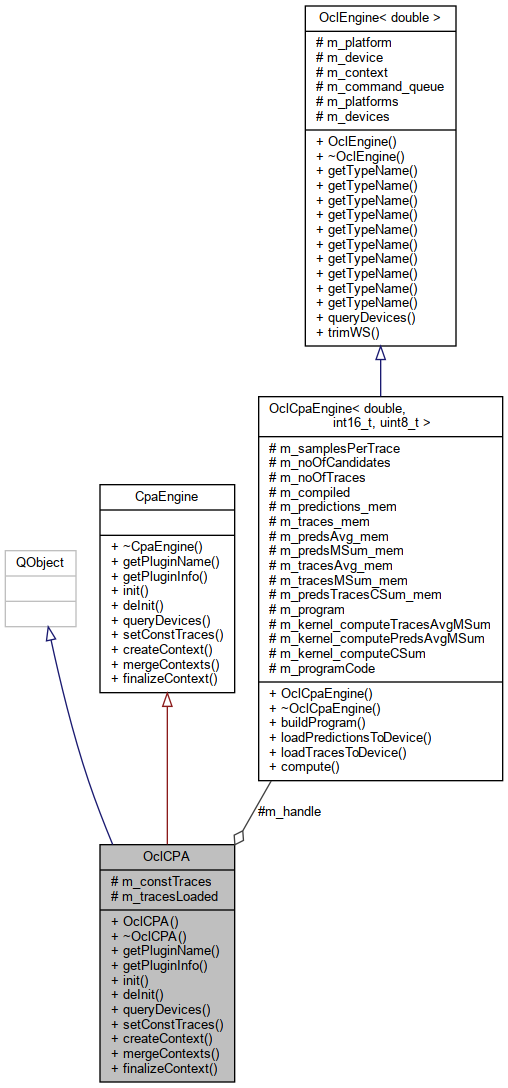 OclEngine< double >
# m_platform
# m_device
# m_context
# m_command_queue
# m_platforms
# m_devices
+ OclEngine()
+ ~OclEngine()
+ getTypeName()
+ getTypeName()
+ getTypeName()
+ getTypeName()
+ getTypeName()
+ getTypeName()
+ getTypeName()
+ getTypeName()
+ getTypeName()
+ getTypeName()
+ queryDevices()
+ trimWS()
OclCpaEngine< double,
int16_t, uint8_t >
# m_samplesPerTrace
# m_noOfCandidates
# m_noOfTraces
# m_compiled
# m_predictions_mem
# m_traces_mem
# m_predsAvg_mem
# m_predsMSum_mem
# m_tracesAvg_mem
# m_tracesMSum_mem
# m_predsTracesCSum_mem
# m_program
# m_kernel_computeTracesAvgMSum
# m_kernel_computePredsAvgMSum
# m_kernel_computeCSum
# m_programCode
+ OclCpaEngine()
+ ~OclCpaEngine()
+ buildProgram()
+ loadPredictionsToDevice()
+ loadTracesToDevice()
+ compute()
CpaEngine
+ ~CpaEngine()
+ getPluginName()
+ getPluginInfo()
+ init()
+ deInit()
+ queryDevices()
+ setConstTraces()
+ createContext()
+ mergeContexts()
+ finalizeContext()
QObject
#m_handle
OclCPA
# m_constTraces
# m_tracesLoaded
+ OclCPA()
+ ~OclCPA()
+ getPluginName()
+ getPluginInfo()
+ init()
+ deInit()
+ queryDevices()
+ setConstTraces()
+ createContext()
+ mergeContexts()
+ finalizeContext()